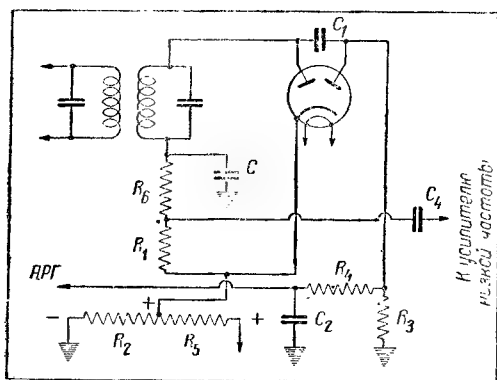 C₁
C
R₆
C₄
К усилителю
низкой частоты
R₁
АРГ
R₄
+
-
+
R₂
R₅
C₂
R₃